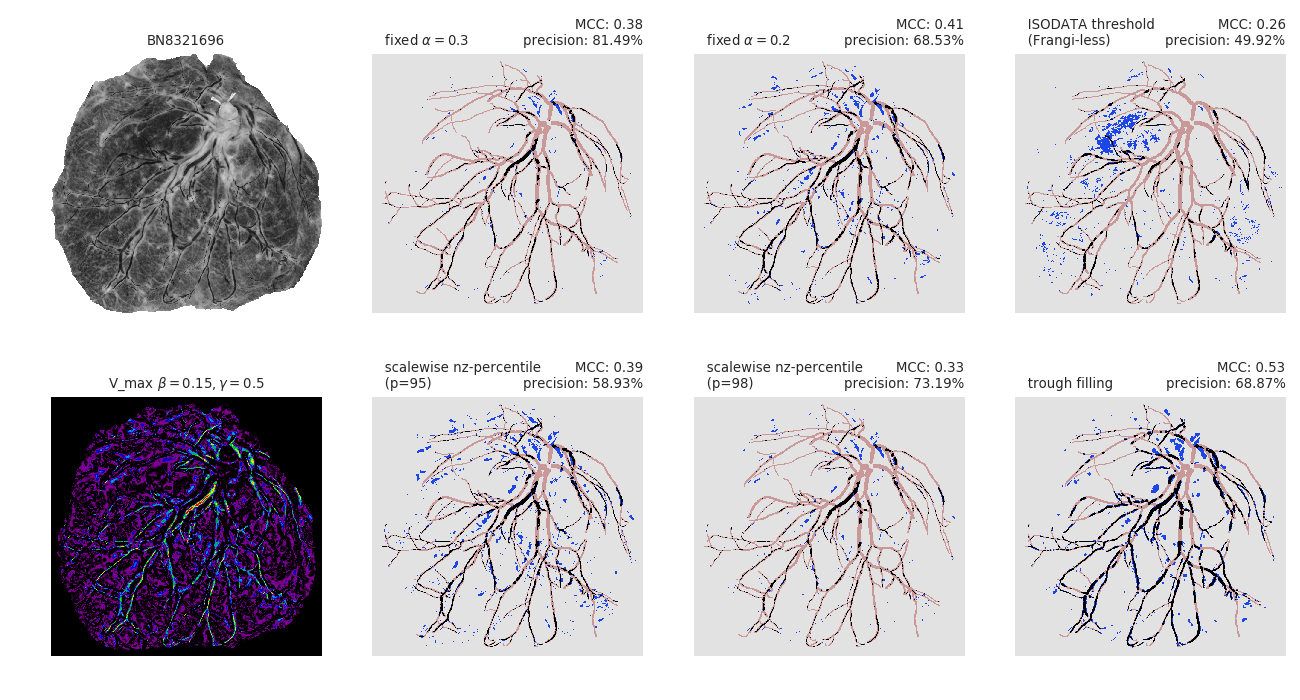 BN8321696
fixed α = 0.3
MCC: 0.38
precision: 81.49%
fixed α = 0.2
MCC: 0.41
precision: 68.53%
ISODATA threshold
(Frangi-less)
MCC: 0.26
precision: 49.92%
V_max β = 0.15, γ = 0.5
scalewise nz-percentile
(p=95)
MCC: 0.39
precision: 58.93%
scalewise nz-percentile
(p=98)
MCC: 0.33
precision: 73.19%
trough filling
MCC: 0.53
precision: 68.87%